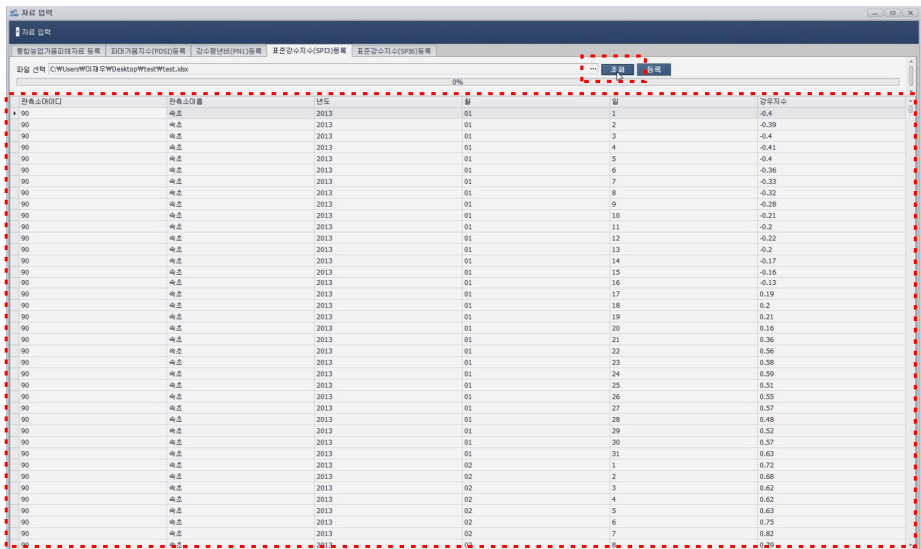 자료 입력
자료 입력
통합농업가뭄피해자료 등록 파머가뭄지수(PDSI)등록 강수평년비(PN1)등록 표준강수지수(SPI3)등록 표준강수지수(SPI6)등록
파일 선택 C:₩Users₩이재우₩Desktop₩test₩test.xlsx ... 조회 등록
0%
관측소아이디 관측소이름 년도 월 일 강우지수
90 속초 2013 01 1 -0.4
90 속초 2013 01 2 -0.39
90 속초 2013 01 3 -0.4
90 속초 2013 01 4 -0.41
90 속초 2013 01 5 -0.4
90 속초 2013 01 6 -0.36
90 속초 2013 01 7 -0.33
90 속초 2013 01 8 -0.32
90 속초 2013 01 9 -0.28
90 속초 2013 01 10 -0.21
90 속초 2013 01 11 -0.2
90 속초 2013 01 12 -0.22
90 속초 2013 01 13 -0.2
90 속초 2013 01 14 -0.17
90 속초 2013 01 15 -0.16
90 속초 2013 01 16 -0.13
90 속초 2013 01 17 0.19
90 속초 2013 01 18 0.2
90 속초 2013 01 19 0.21
90 속초 2013 01 20 0.16
90 속초 2013 01 21 0.36
90 속초 2013 01 22 0.56
90 속초 2013 01 23 0.58
90 속초 2013 01 24 0.59
90 속초 2013 01 25 0.51
90 속초 2013 01 26 0.55
90 속초 2013 01 27 0.57
90 속초 2013 01 28 0.48
90 속초 2013 01 29 0.52
90 속초 2013 01 30 0.57
90 속초 2013 01 31 0.63
90 속초 2013 02 1 0.72
90 속초 2013 02 2 0.68
90 속초 2013 02 3 0.62
90 속초 2013 02 4 0.62
90 속초 2013 02 5 0.63
90 속초 2013 02 6 0.75
90 속초 2013 02 7 0.82
90 속초 2013 02 8 0.79